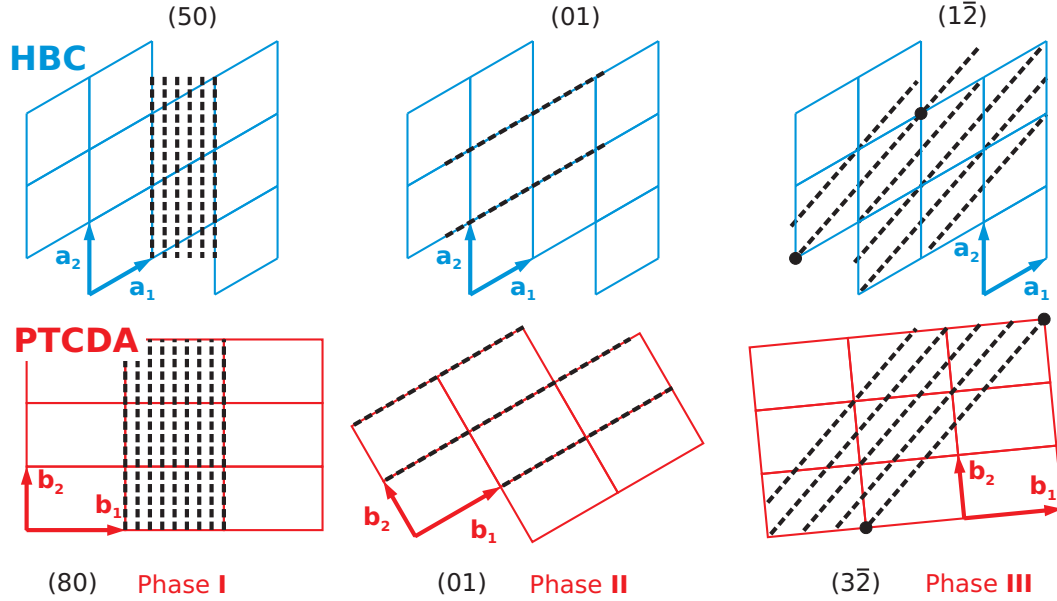 (50) (01) (12̅)
HBC
a₂ a₁ a₂ a₁ a₂ a₁
PTCDA
b₂ b₁ b₂ b₁ b₂ b₁
(80) Phase I (01) Phase II (32̅) Phase III